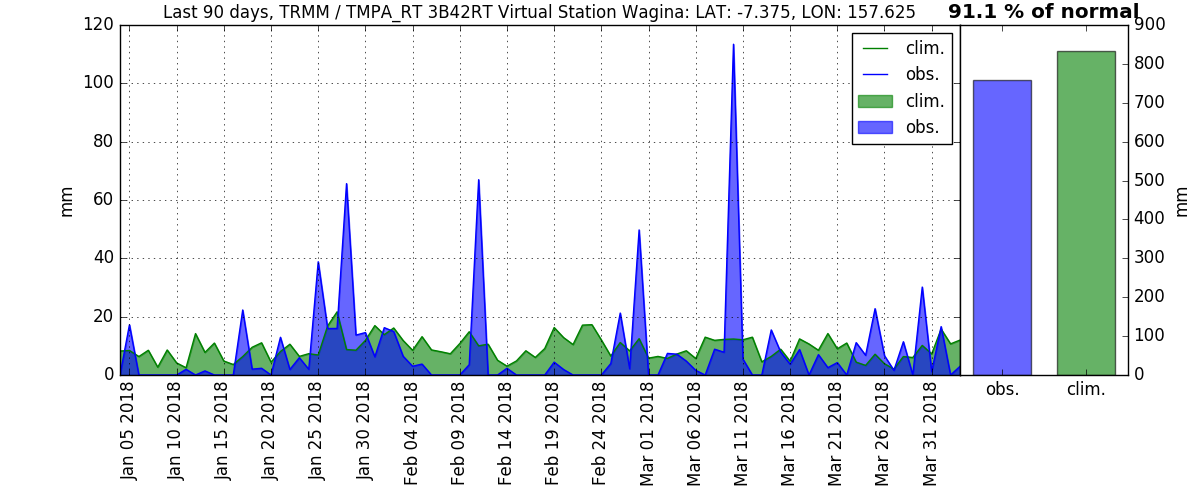 Last 90 days, TRMM / TMPA_RT 3B42RT Virtual Station Wagina: LAT: -7.375, LON: 157.625
91.1 % of normal
120
100
80
60
40
20
0
mm
clim.
obs.
clim.
obs.
900
800
700
600
500
400
300
200
100
0
mm
Jan 05 2018
Jan 10 2018
Jan 15 2018
Jan 20 2018
Jan 25 2018
Jan 30 2018
Feb 04 2018
Feb 09 2018
Feb 14 2018
Feb 19 2018
Feb 24 2018
Mar 01 2018
Mar 06 2018
Mar 11 2018
Mar 16 2018
Mar 21 2018
Mar 26 2018
Mar 31 2018
obs.
clim.